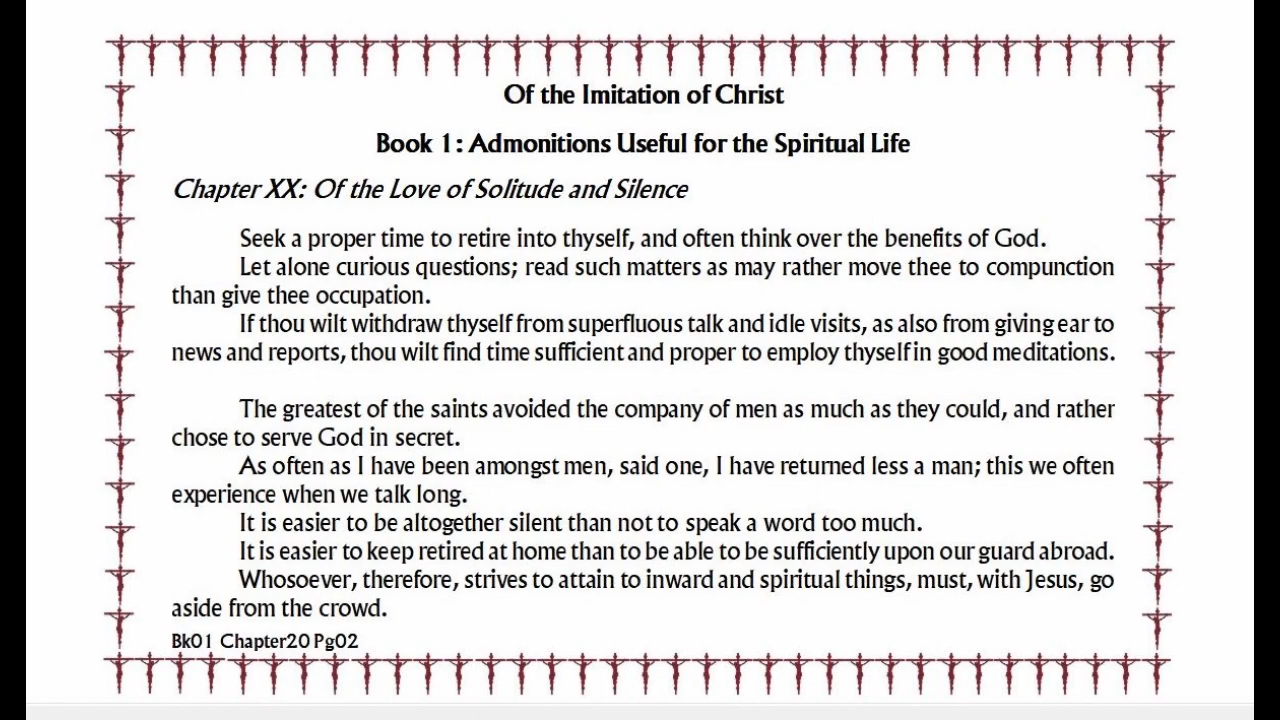 Of the Imitation of Christ
Book 1: Admonitions Useful for the Spiritual Life
Chapter XX: Of the Love of Solitude and Silence
Seek a proper time to retire into thyself, and often think over the benefits of God.
Let alone curious questions; read such matters as may rather move thee to compunction
than give thee occupation.
If thou wilt withdraw thyself from superfluous talk and idle visits, as also from giving ear to
news and reports, thou wilt find time sufficient and proper to employ thyself in good meditations.
The greatest of the saints avoided the company of men as much as they could, and rather
chose to serve God in secret.
As often as I have been amongst men, said one, I have returned less a man; this we often
experience when we talk long.
It is easier to be altogether silent than not to speak a word too much.
It is easier to keep retired at home than to be able to be sufficiently upon our guard abroad.
Whosoever, therefore, strives to attain to inward and spiritual things, must, with Jesus, go
aside from the crowd.
Bk01 Chapter20 Pg02